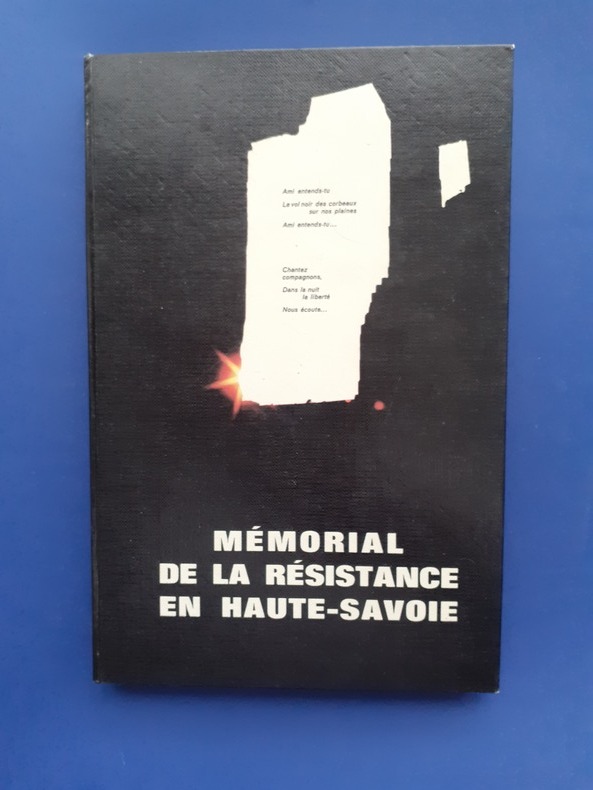 Ami entends-tu
Le vol noir des corbeaux
sur nos plaines
Ami entends-tu...
Chantez
compagnons,
Dans la nuit
la liberté
Nous écoute...
MÉMORIAL
DE LA RÉSISTANCE
EN HAUTE-SAVOIE